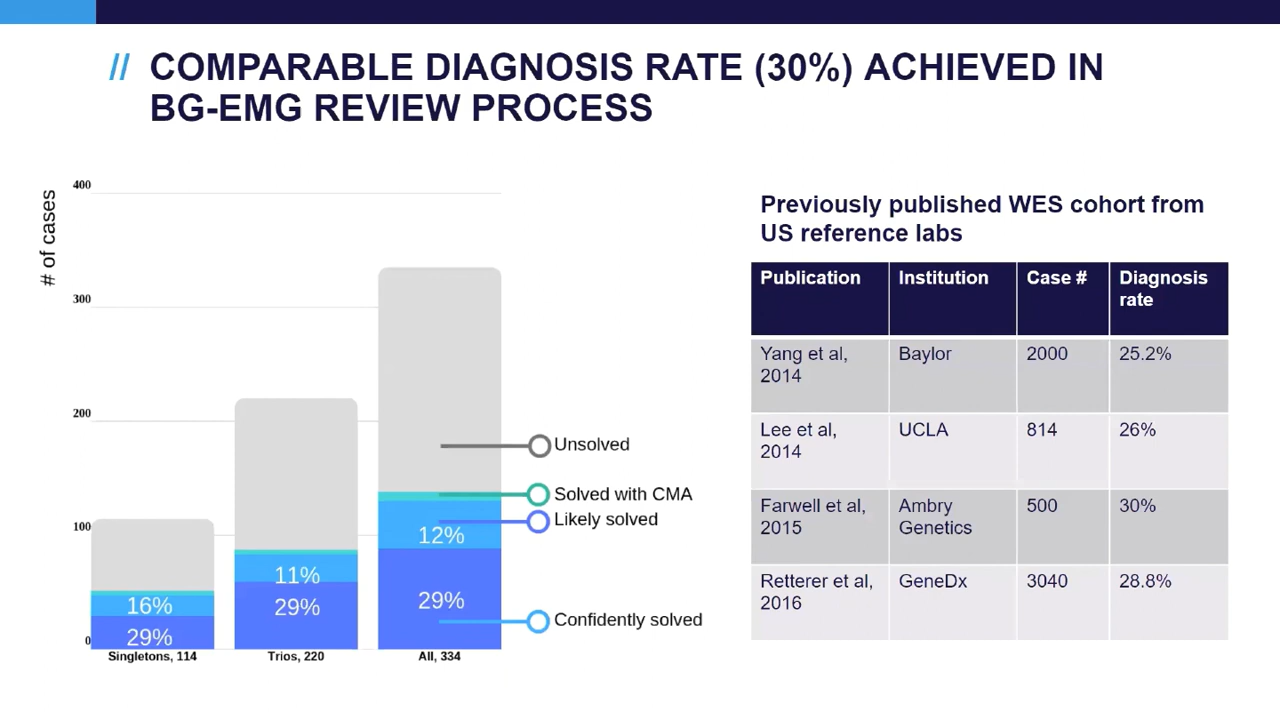 // COMPARABLE DIAGNOSIS RATE (30%) ACHIEVED IN
BG-EMG REVIEW PROCESS
# of cases
400
300
200
100
0
16%
29%
11%
29%
12%
29%
Singletons, 114
Trios, 220
All, 334
Unsolved
Solved with CMA
Likely solved
Confidently solved
Previously published WES cohort from
US reference labs
Publication Institution Case # Diagnosis
rate
Yang et al, Baylor 2000 25.2%
2014
Lee et al, UCLA 814 26%
2014
Farwell et al, Ambry 500 30%
2015 Genetics
Retterer et al, GeneDx 3040 28.8%
2016